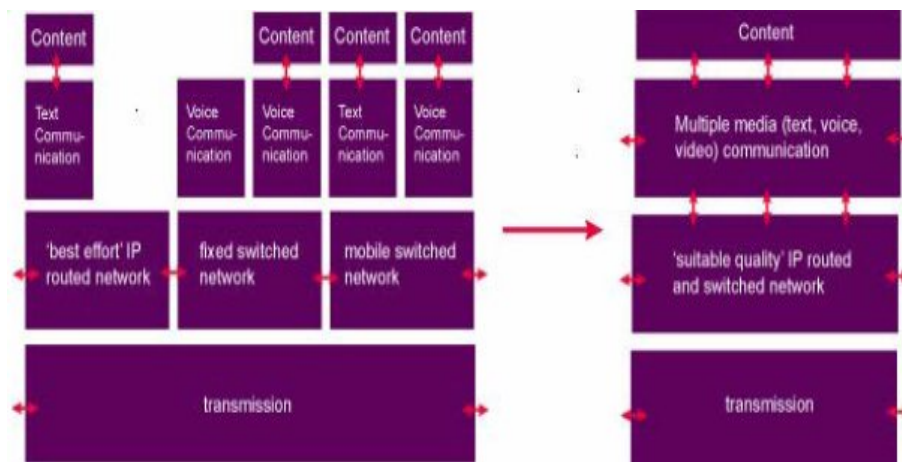 Content
Content
Content
Content
Content
Text
Commu-
nication
Voice
Commu-
nication
Voice
Commu-
nication
Text
Commu-
nication
Voice
Commu-
nication
Multiple media (text, voice,
video) communication
'best effort' IP
routed network
fixed switched
network
mobile switched
network
'suitable quality' IP routed
and switched network
transmission
transmission